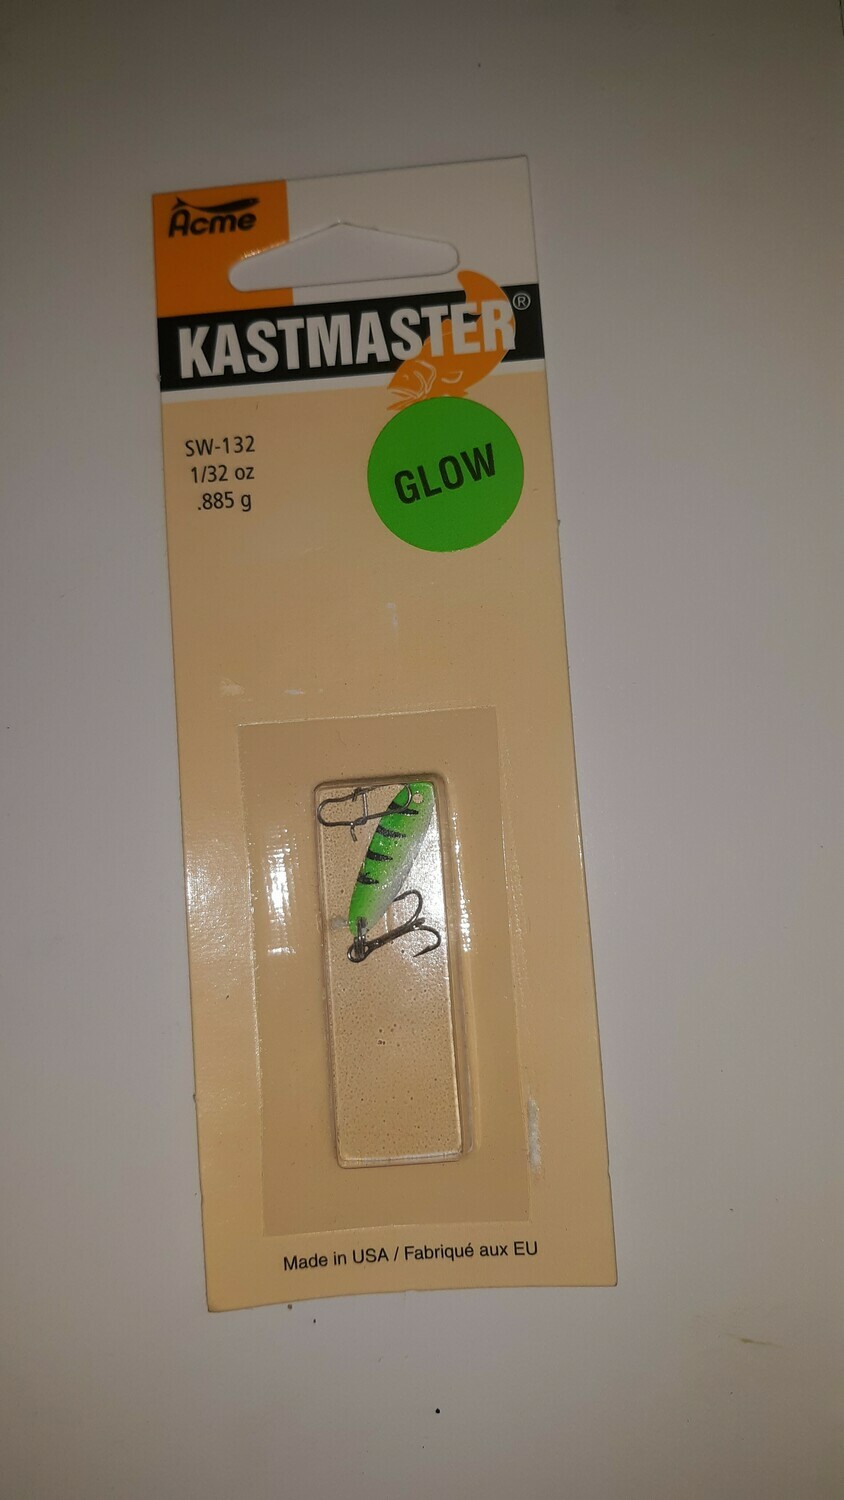 Acme
KASTMASTER®
SW-132
1/32 oz
.885 g
GLOW
Made in USA / Fabriqué aux EU